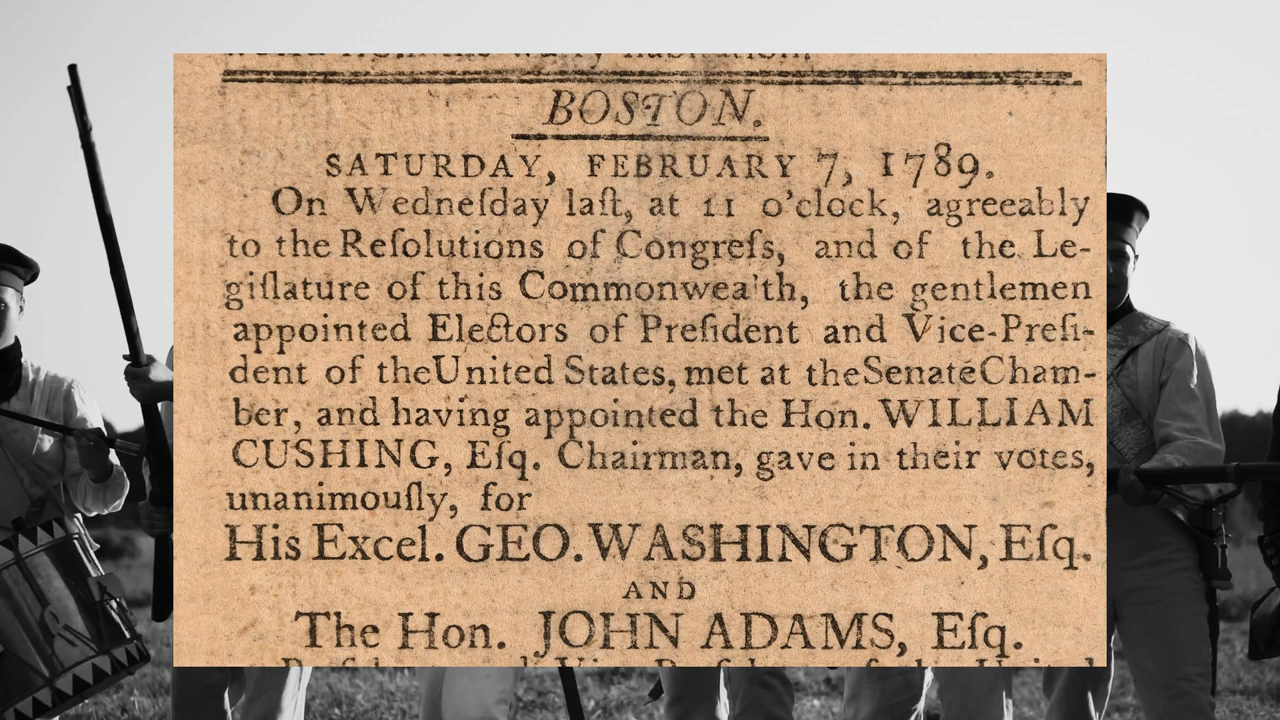 BOSTON.
SATURDAY, FEBRUARY 7, 1789.
On Wedneſday laſt, at 11 o'clock, agreeably
to the Reſolutions of Congreſs, and of the Le-
giſlature of this Commonwea'th, the gentlemen
appointed Electors of Preſident and Vice-Preſi-
dent of theUnited States, met at theSenateCham-
ber, and having appointed the Hon. WILLIAM
CUSHING, Eſq. Chairman, gave in their votes,
unanimouſly, for
His Excel. GEO. WASHINGTON, Eſq.
AND
The Hon. JOHN ADAMS, Eſq.